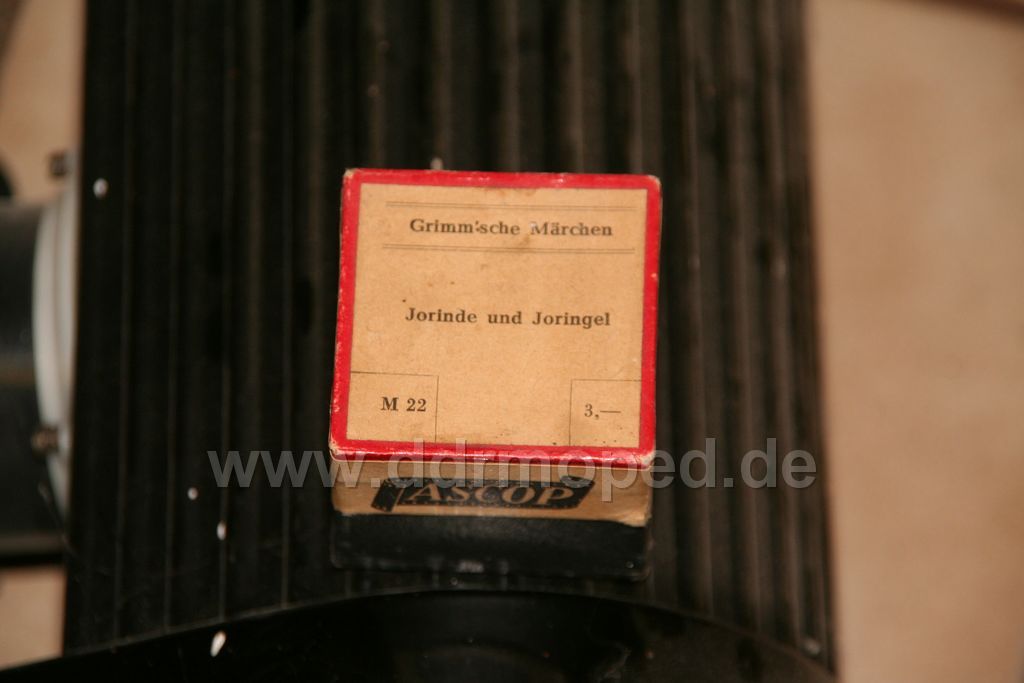 Grimm'sche Märchen
Jorinde und Joringel
M 22
3,—
www.ddrmoped.de
ASCOP